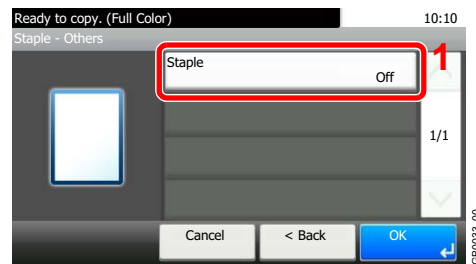 Ready to copy. (Full Color) 10:10
Staple - Others
1
Staple
Off
1/1
Cancel < Back OK